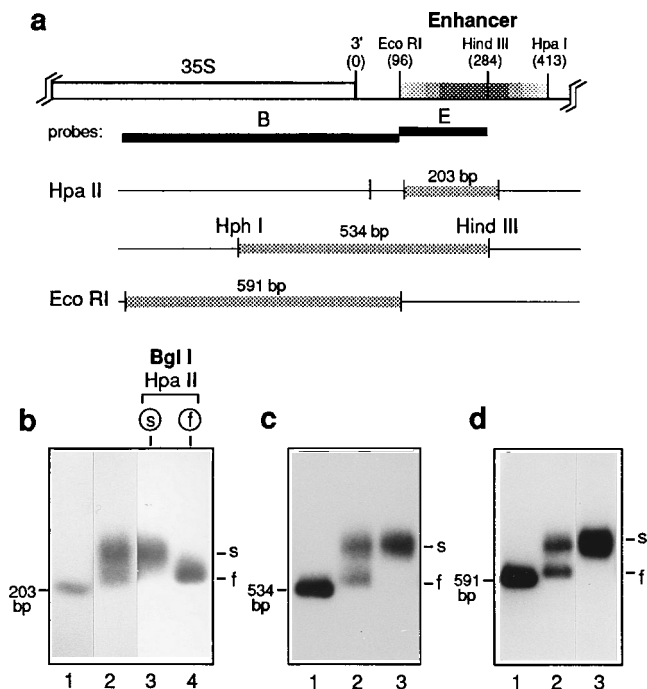 a
Enhancer
3' Eco RI Hind III Hpa I
(0) (96) (284) (413)
35S
probes: B E
Hpa II 203 bp
Hph I 534 bp Hind III
Eco RI 591 bp
Bgl I
Hpa II
b s f c d
s s s
f f f
203 bp 534 bp 591 bp
1 2 3 4 1 2 3 1 2 3